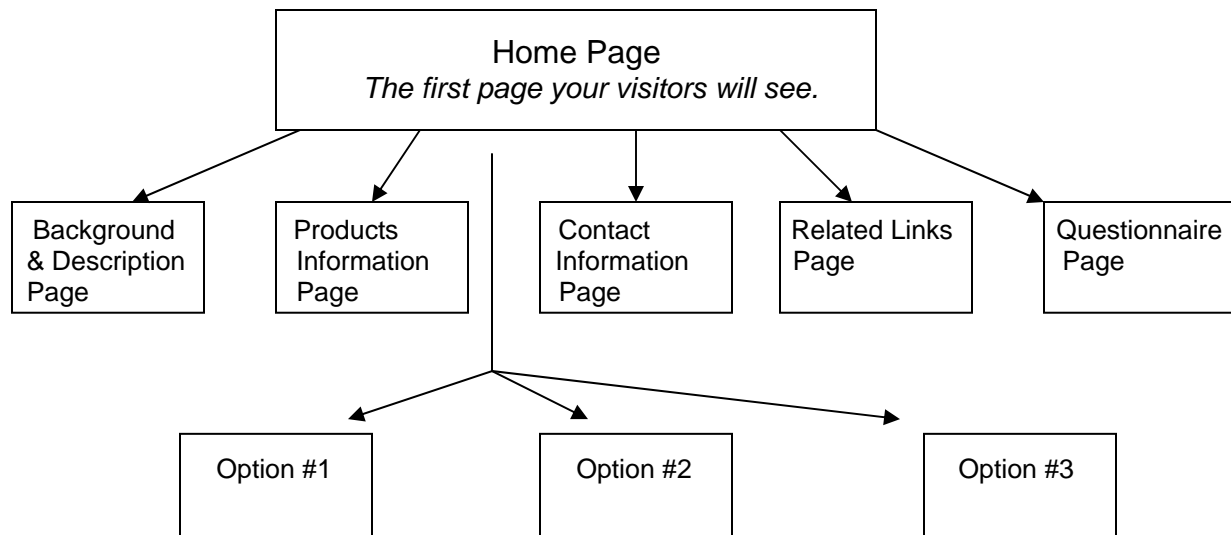 Home Page
The first page your visitors will see.
Background
& Description
Page
Products
Information
Page
Contact
Information
Page
Related Links
Page
Questionnaire
Page
Option #1
Option #2
Option #3